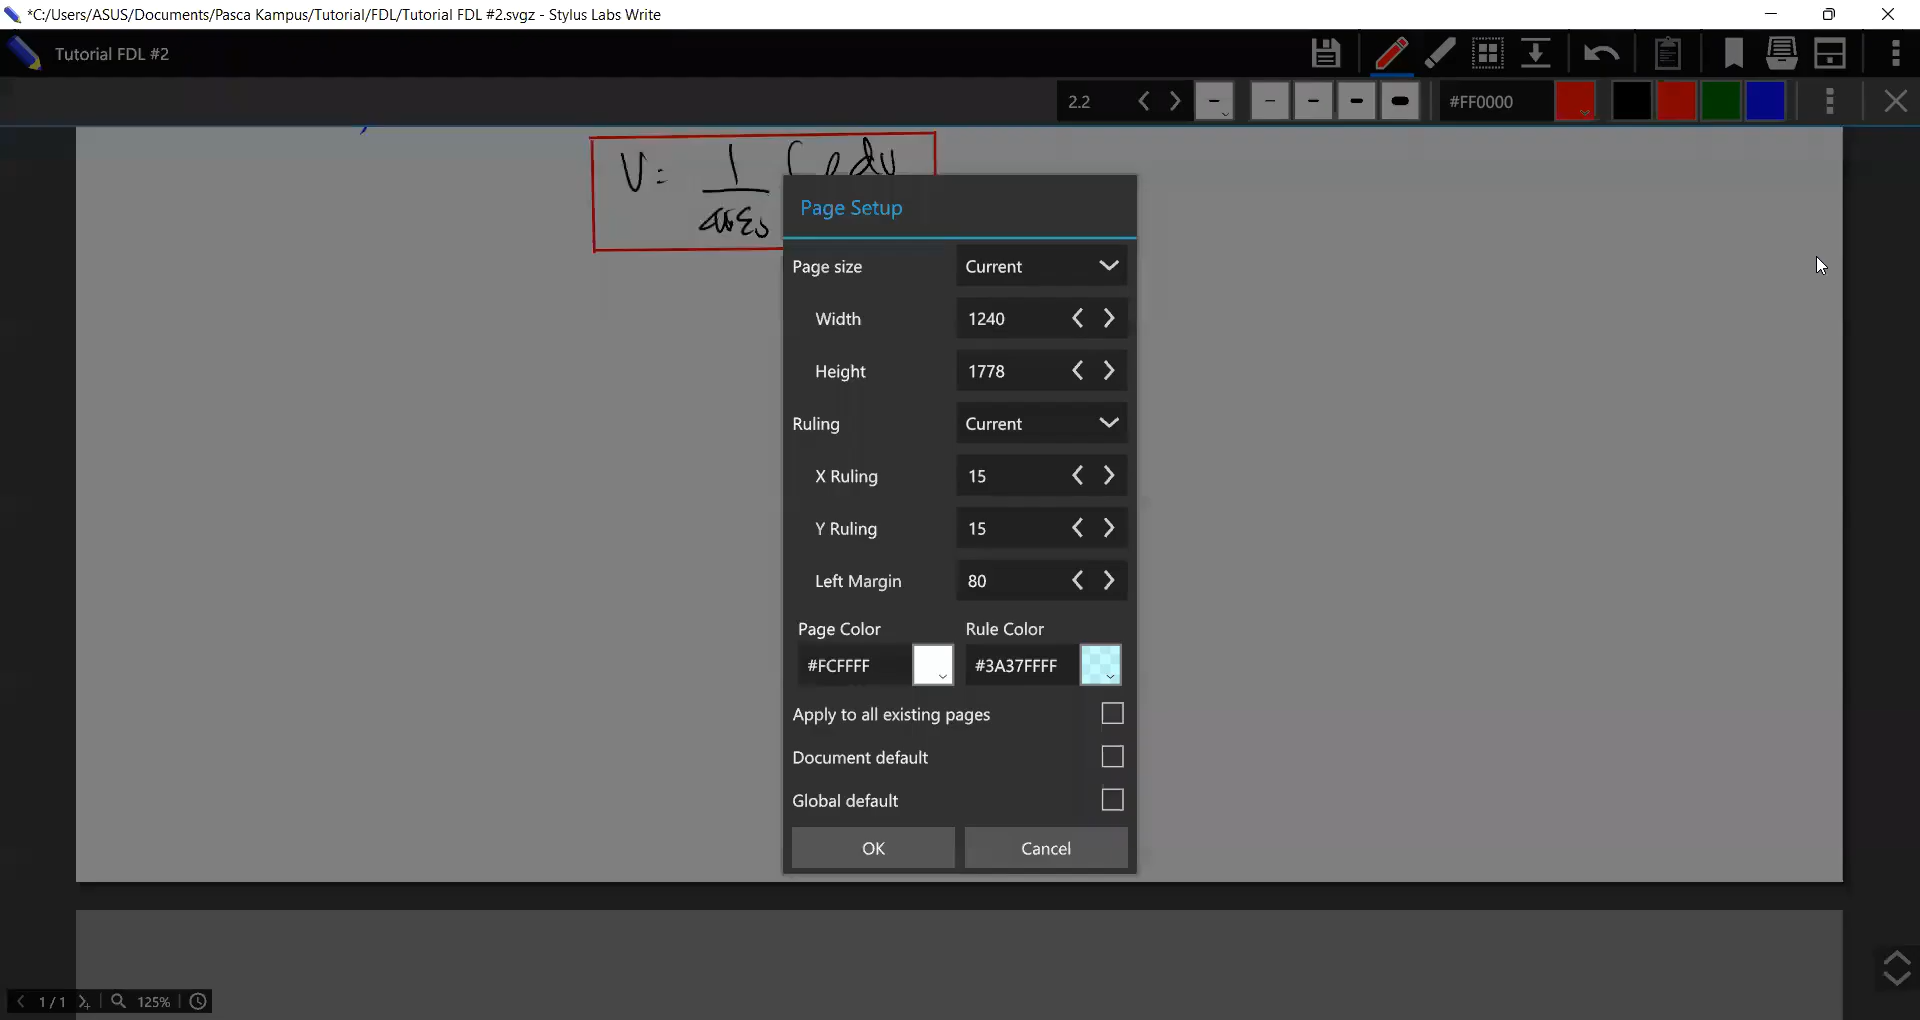 *C:/Users/ASUS/Documents/Pasca Kampus/Tutorial/FDL/Tutorial FDL #2.svgz - Stylus Labs Write
Tutorial FDL #2
2.2
#FF0000
V =
1
Page Setup
Page size Current
Width 1240
Height 1778
Ruling Current
X Ruling 15
Y Ruling 15
Left Margin 80
Page Color Rule Color
#FCFFFF #3A37FFFF
Apply to all existing pages
Document default
Global default
OK Cancel
1 / 1 125%